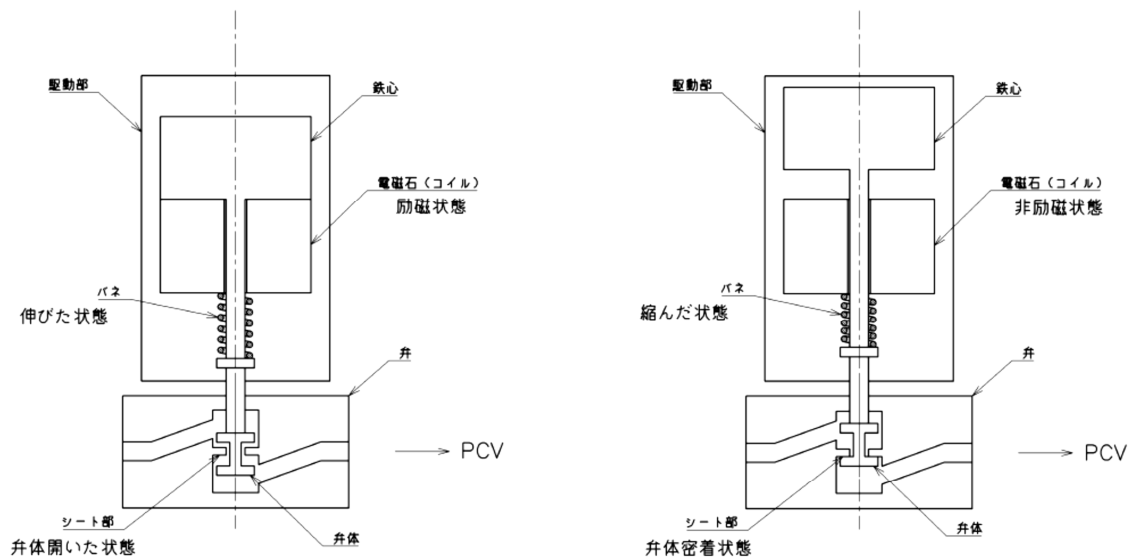 駆動部
鉄心
電磁石（コイル）
励磁状態
バネ
伸びた状態
弁
PCV
シート部
弁体
弁体開いた状態
駆動部
鉄心
電磁石（コイル）
非励磁状態
バネ
縮んだ状態
弁
PCV
シート部
弁体
弁体密着状態